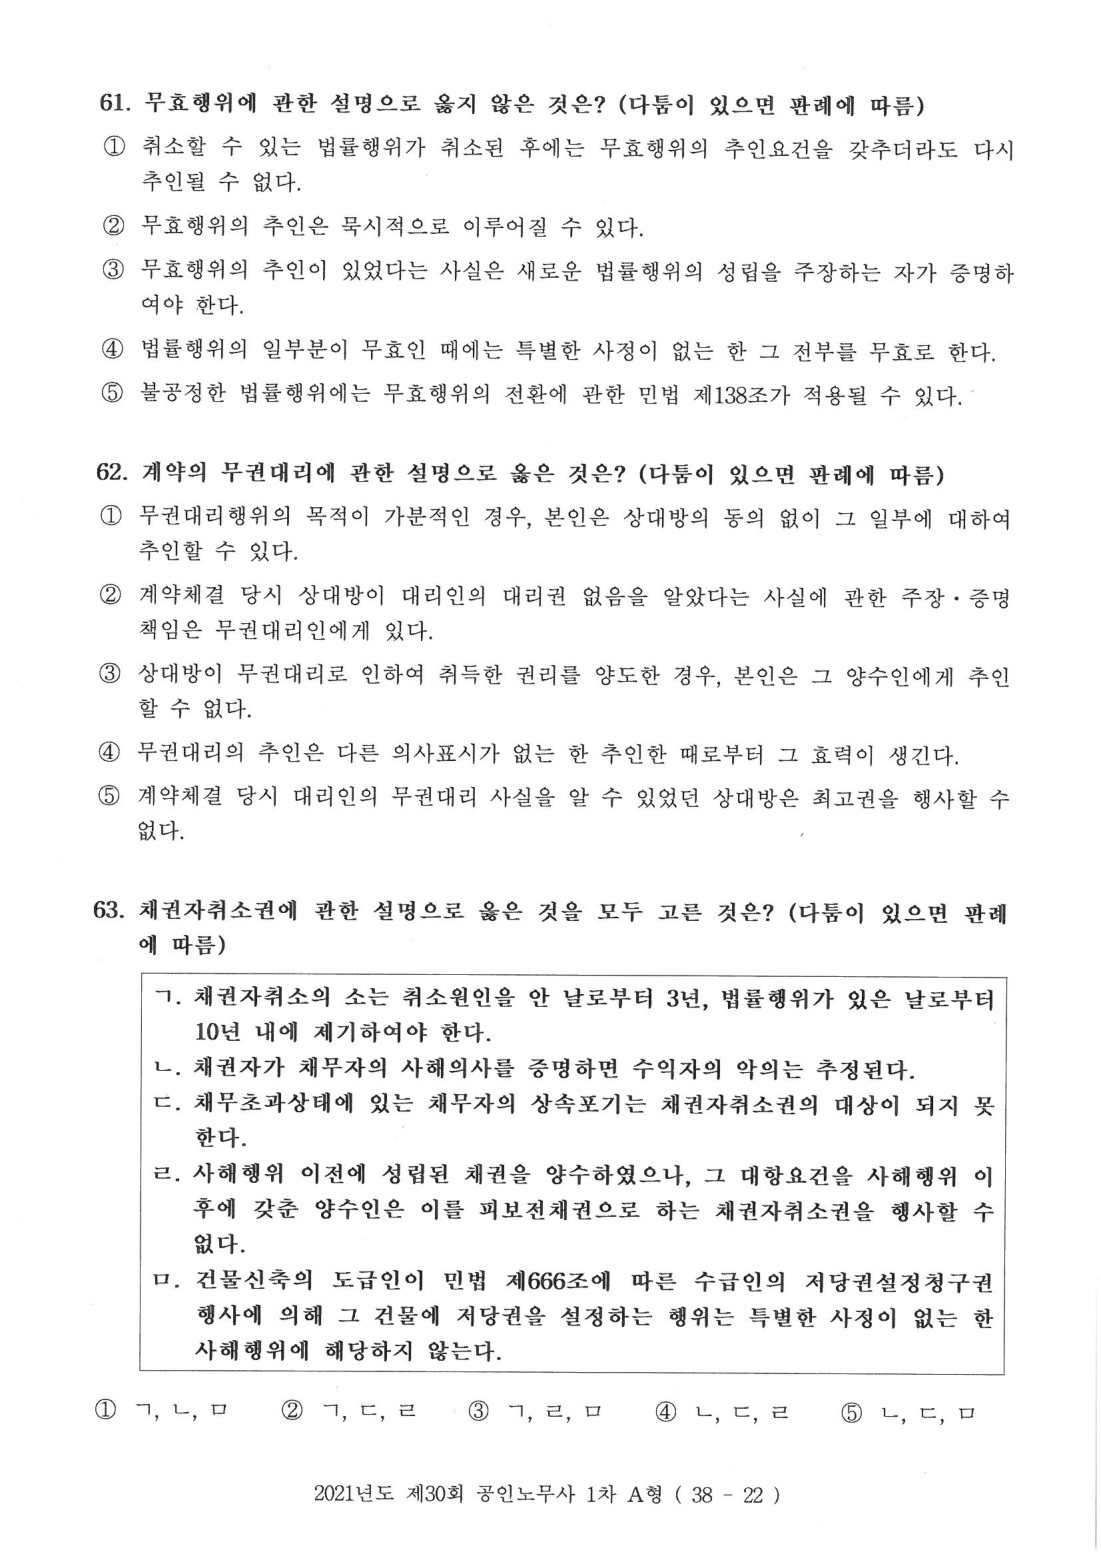 61. 무효행위에 관한 설명으로 옳지 않은 것은? (다툼이 있으면 판례에 따름)
① 취소할 수 있는 법률행위가 취소된 후에는 무효행위의 추인요건을 갖추더라도 다시
추인될 수 없다.
② 무효행위의 추인은 묵시적으로 이루어질 수 있다.
③ 무효행위의 추인이 있었다는 사실은 새로운 법률행위의 성립을 주장하는 자가 증명하
여야 한다.
④ 법률행위의 일부분이 무효인 때에는 특별한 사정이 없는 한 그 전부를 무효로 한다.
⑤ 불공정한 법률행위에는 무효행위의 전환에 관한 민법 제138조가 적용될 수 있다.
62. 계약의 무권대리에 관한 설명으로 옳은 것은? (다툼이 있으면 판례에 따름)
① 무권대리행위의 목적이 가분적인 경우, 본인은 상대방의 동의 없이 그 일부에 대하여
추인할 수 있다.
② 계약체결 당시 상대방이 대리인의 대리권 없음을 알았다는 사실에 관한 주장・증명
책임은 무권대리인에게 있다.
③ 상대방이 무권대리로 인하여 취득한 권리를 양도한 경우, 본인은 그 양수인에게 추인
할 수 없다.
④ 무권대리의 추인은 다른 의사표시가 없는 한 추인한 때로부터 그 효력이 생긴다.
⑤ 계약체결 당시 대리인의 무권대리 사실을 알 수 있었던 상대방은 최고권을 행사할 수
없다.
63. 채권자취소권에 관한 설명으로 옳은 것을 모두 고른 것은? (다툼이 있으면 판례
에 따름)
ㄱ. 채권자취소의 소는 취소원인을 안 날로부터 3년, 법률행위가 있은 날로부터
10년 내에 제기하여야 한다.
ㄴ. 채권자가 채무자의 사해의사를 증명하면 수익자의 악의는 추정된다.
ㄷ. 채무초과상태에 있는 채무자의 상속포기는 채권자취소권의 대상이 되지 못
한다.
ㄹ. 사해행위 이전에 성립된 채권을 양수하였으나, 그 대항요건을 사해행위 이
후에 갖춘 양수인은 이를 피보전채권으로 하는 채권자취소권을 행사할 수
없다.
ㅁ. 건물신축의 도급인이 민법 제666조에 따른 수급인의 저당권설정청구권
행사에 의해 그 건물에 저당권을 설정하는 행위는 특별한 사정이 없는 한
사해행위에 해당하지 않는다.
① ㄱ, ㄴ, ㅁ ② ㄱ, ㄷ, ㄹ ③ ㄱ, ㄹ, ㅁ ④ ㄴ, ㄷ, ㄹ ⑤ ㄴ, ㄷ, ㅁ
2021년도 제30회 공인노무사 1차 A형 ( 38 - 22 )